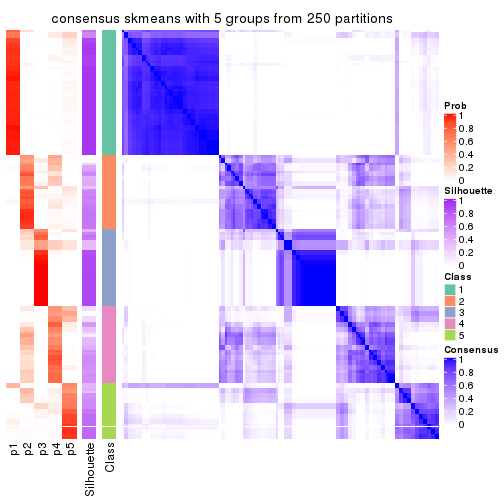 consensus skmeans with 5 groups from 250 partitions
Prob
1
0.8
0.6
0.4
0.2
0
Silhouette
1
0.8
0.6
0.4
0.2
0
Class
1
2
3
4
5
Consensus
1
0.8
0.6
0.4
0.2
0
p1
p2
p3
p4
p5
Silhouette
Class